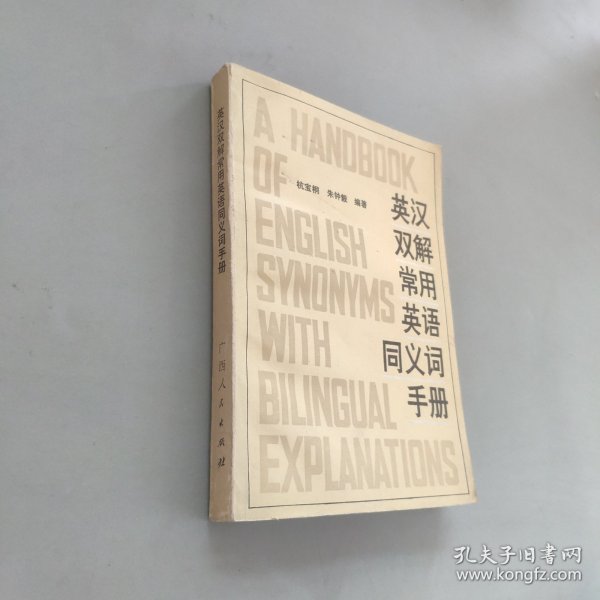 英汉双解常用英语同义词手册
广西人民出版社
A HANDBOOK
OF
ENGLISH
SYNONYMS
WITH
BILINGUAL
EXPLANATIONS
杭宝桐 朱钟毅 编著
英汉
双解
常用
英语
同义词
手册
孔夫子旧书网
www.kongfz.com